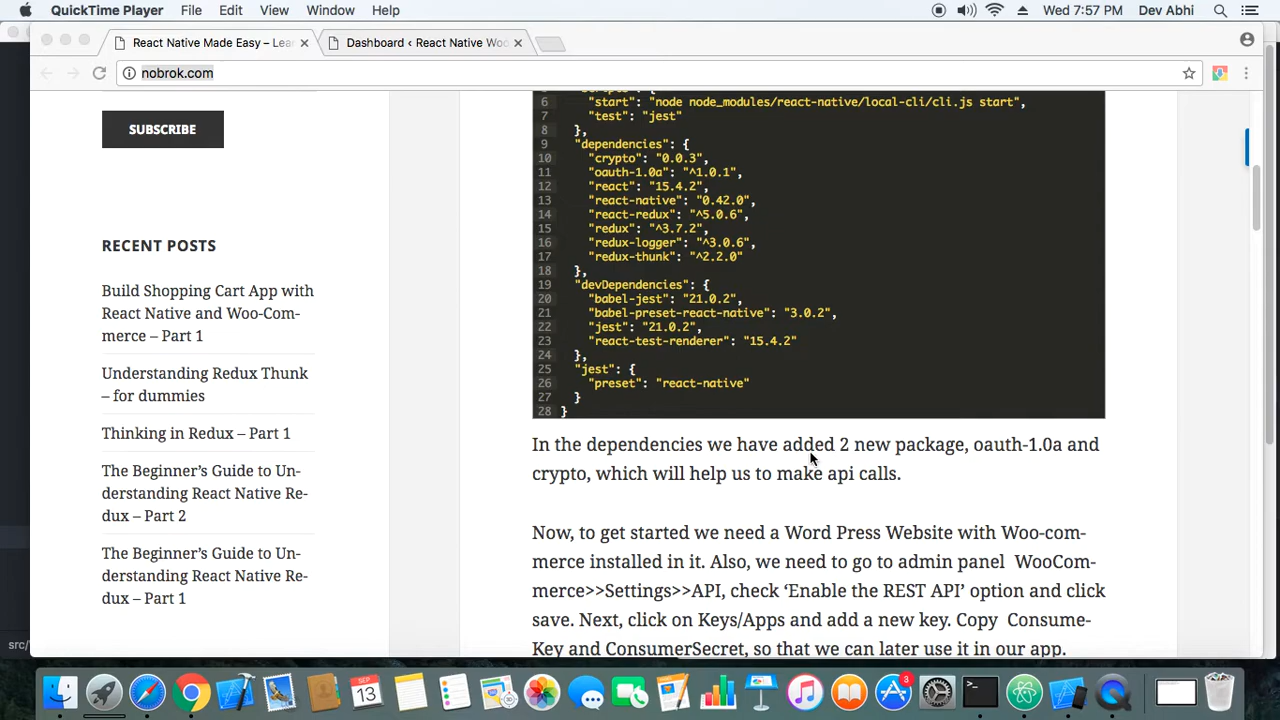 QuickTime Player File Edit View Window Help Wed 7:57 PM Dev Abhi
React Native Made Easy – Lea Dashboard ‹ React Native Woo
nobrok.com
SUBSCRIBE
RECENT POSTS
Build Shopping Cart App with
React Native and Woo-Com-
merce – Part 1
Understanding Redux Thunk
– for dummies
Thinking in Redux – Part 1
The Beginner's Guide to Un-
derstanding React Native Re-
dux – Part 2
The Beginner's Guide to Un-
derstanding React Native Re-
dux – Part 1
6 "start": "node node_modules/react-native/local-cli/cli.js start",
7 "test": "jest"
8 },
9 "dependencies": {
10 "crypto": "0.0.3",
11 "oauth-1.0a": "^1.0.1",
12 "react": "15.4.2",
13 "react-native": "0.42.0",
14 "react-redux": "^5.0.6",
15 "redux": "^3.7.2",
16 "redux-logger": "^3.0.6",
17 "redux-thunk": "^2.2.0"
18 },
19 "devDependencies": {
20 "babel-jest": "21.0.2",
21 "babel-preset-react-native": "3.0.2",
22 "jest": "21.0.2",
23 "react-test-renderer": "15.4.2"
24 },
25 "jest": {
26 "preset": "react-native"
27 }
28 }
In the dependencies we have added 2 new package, oauth-1.0a and
crypto, which will help us to make api calls.
Now, to get started we need a Word Press Website with Woo-com-
merce installed in it. Also, we need to go to admin panel WooCom-
merce>>Settings>>API, check ‘Enable the REST API’ option and click
save. Next, click on Keys/Apps and add a new key. Copy Consume-
Key and ConsumerSecret, so that we can later use it in our app.
src/
SEP
13
3